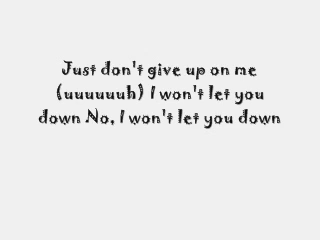 Just don't give up on me
(uuuuuuh) I won't let you
down No, I won't let you down